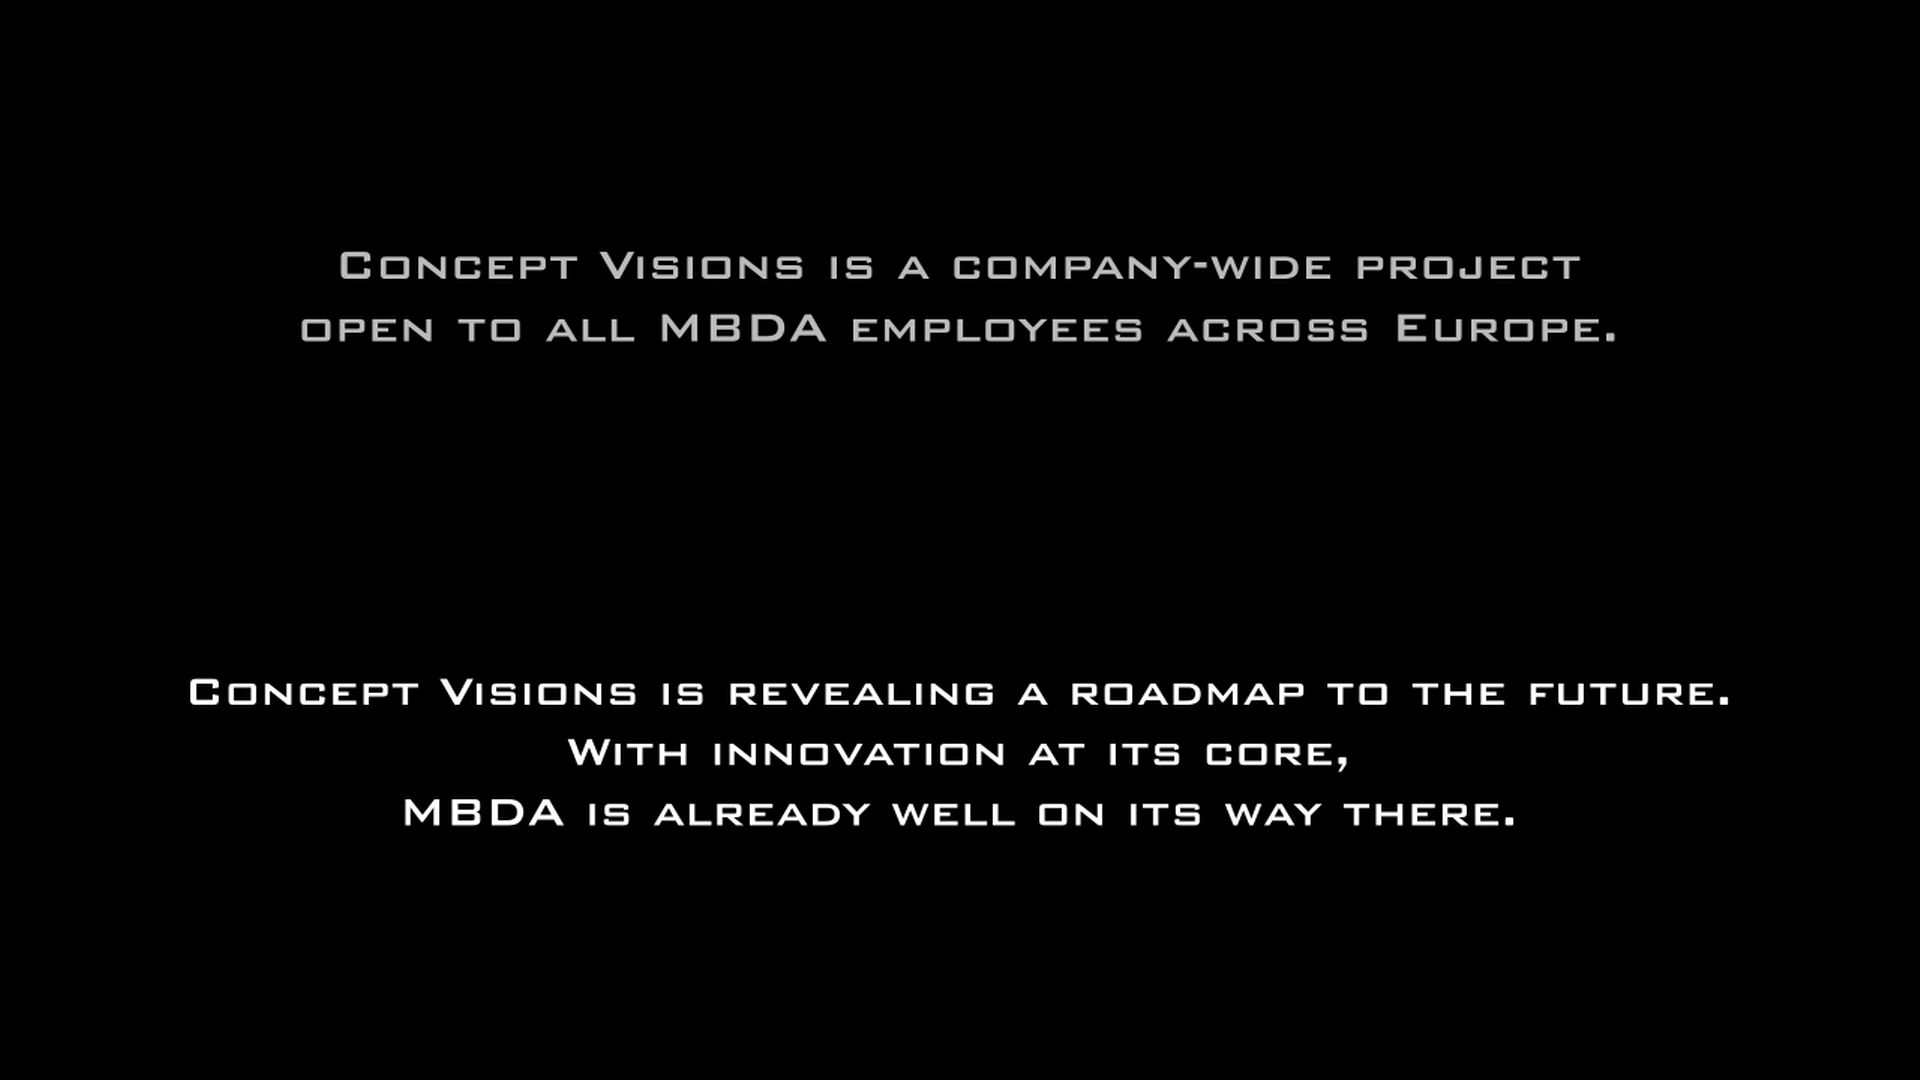 Concept Visions is a company-wide project
open to all MBDA employees across Europe.
Concept Visions is revealing a roadmap to the future.
With innovation at its core,
MBDA is already well on its way there.